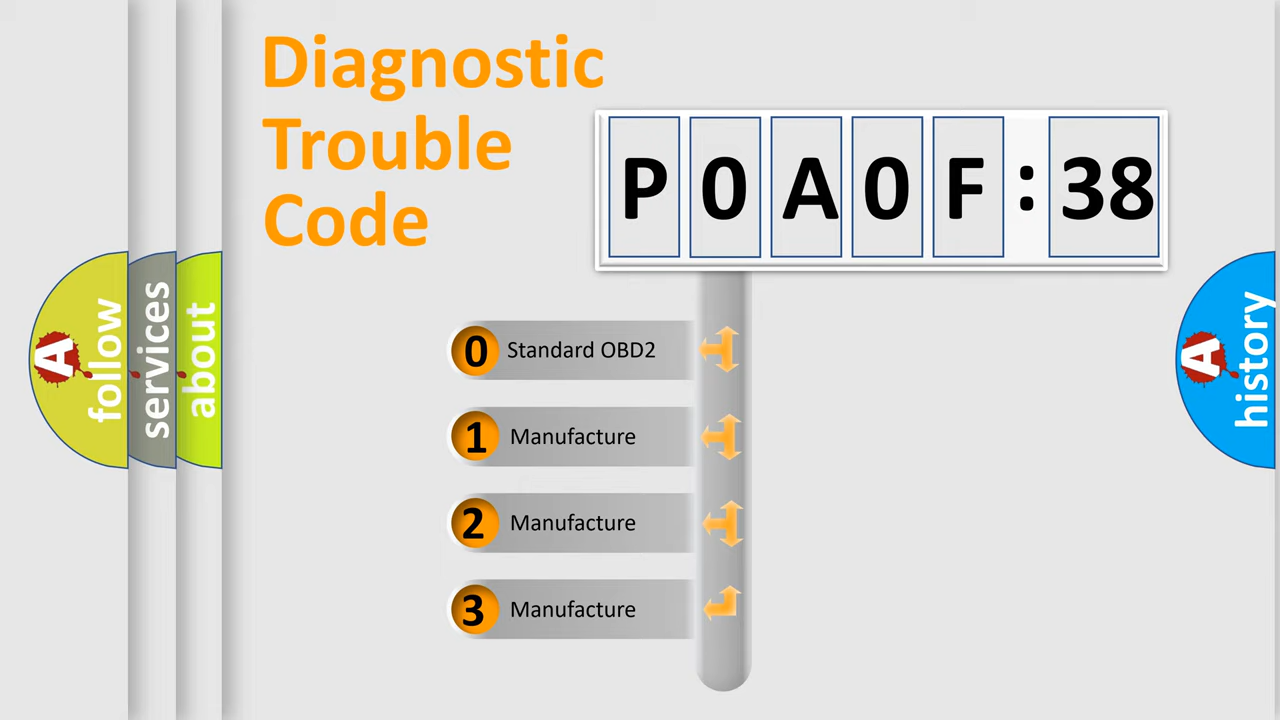 Diagnostic
Trouble
Code
P0A0F:38
0 Standard OBD2
1 Manufacture
2 Manufacture
3 Manufacture
A follow
services
about
A history